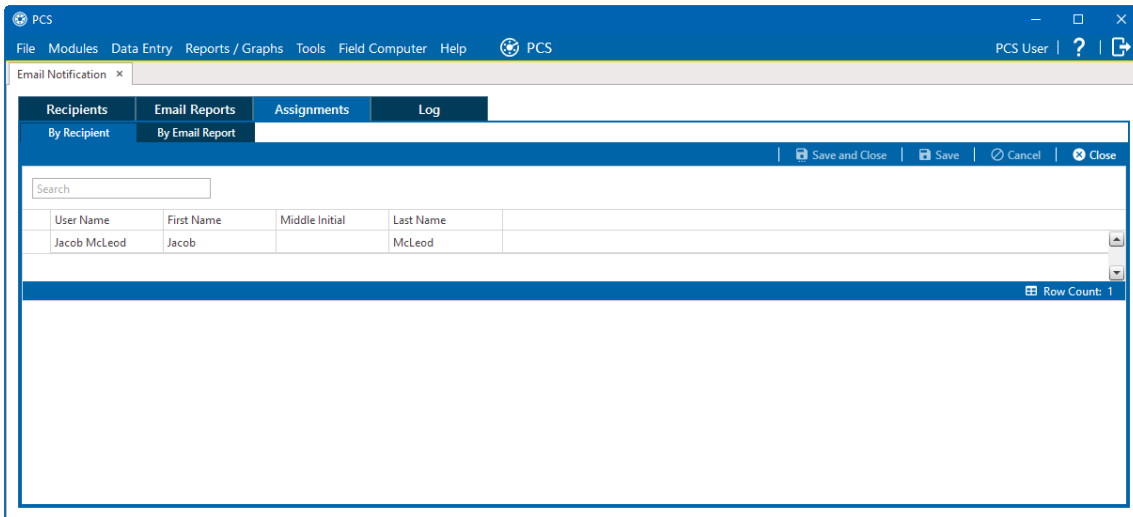 PCS
File Modules Data Entry Reports / Graphs Tools Field Computer Help PCS PCS User | ? |
Email Notification ×
Recipients Email Reports Assignments Log
By Recipient By Email Report
| Save and Close | Save | Cancel | Close
Search
User Name First Name Middle Initial Last Name
Jacob McLeod Jacob McLeod
Row Count: 1